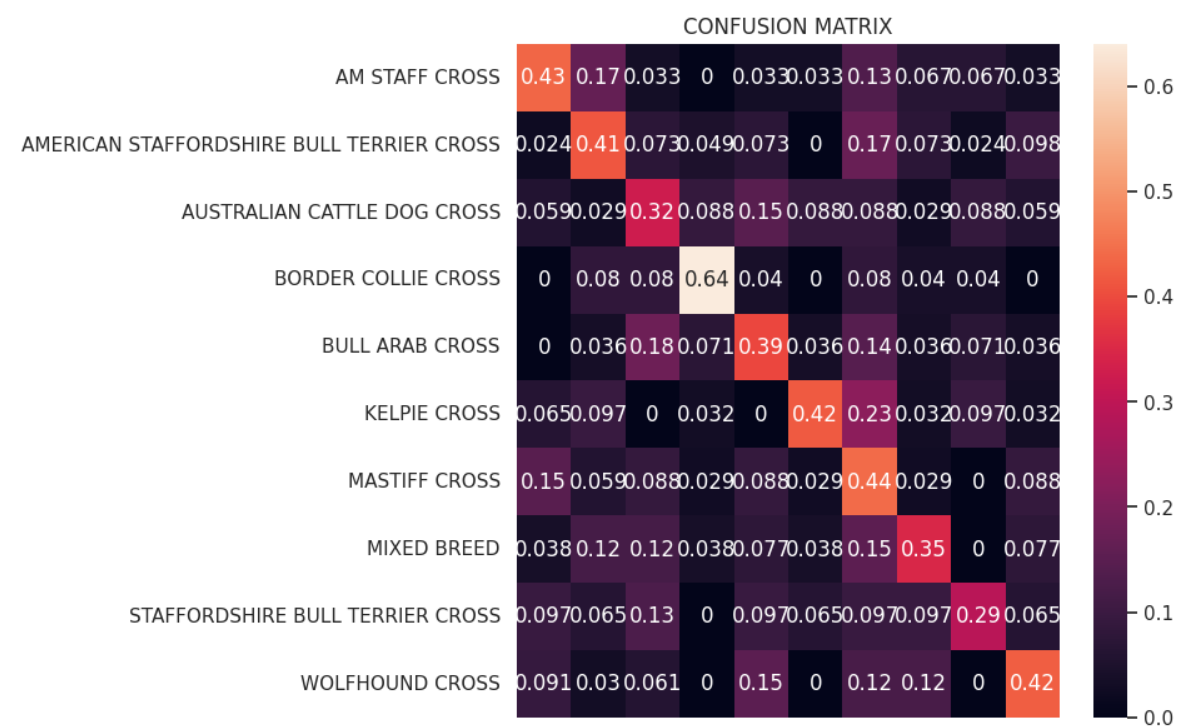 CONFUSION MATRIX
AM STAFF CROSS 0.43 0.17 0.033 0 0.033 0.033 0.13 0.067 0.067 0.033
AMERICAN STAFFORDSHIRE BULL TERRIER CROSS 0.024 0.41 0.073 0.049 0.073 0 0.17 0.073 0.024 0.098
AUSTRALIAN CATTLE DOG CROSS 0.059 0.029 0.32 0.088 0.15 0.088 0.088 0.029 0.088 0.059
BORDER COLLIE CROSS 0 0.08 0.08 0.64 0.04 0 0.08 0.04 0.04 0
BULL ARAB CROSS 0 0.036 0.18 0.071 0.39 0.036 0.14 0.036 0.071 0.036
KELPIE CROSS 0.065 0.097 0 0.032 0 0.42 0.23 0.032 0.097 0.032
MASTIFF CROSS 0.15 0.059 0.088 0.029 0.088 0.029 0.44 0.029 0 0.088
MIXED BREED 0.038 0.12 0.12 0.038 0.077 0.038 0.15 0.35 0 0.077
STAFFORDSHIRE BULL TERRIER CROSS 0.097 0.065 0.13 0 0.097 0.065 0.097 0.097 0.29 0.065
WOLFHOUND CROSS 0.091 0.03 0.061 0 0.15 0 0.12 0.12 0 0.42
0.6
0.5
0.4
0.3
0.2
0.1
0.0